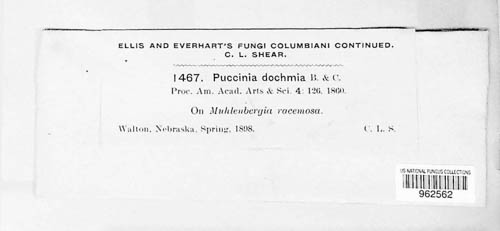 ELLIS AND EVERHART'S FUNGI COLUMBIANI CONTINUED.
C. L. SHEAR.
1467. Puccinia dochmia B. & C.
Proc. Am. Acad. Arts & Sci. 4: 126. 1860.
On Muhlenbergia racemosa.
Walton, Nebraska, Spring, 1898. C. L. S.
US NATIONAL FUNGUS COLLECTIONS
962562